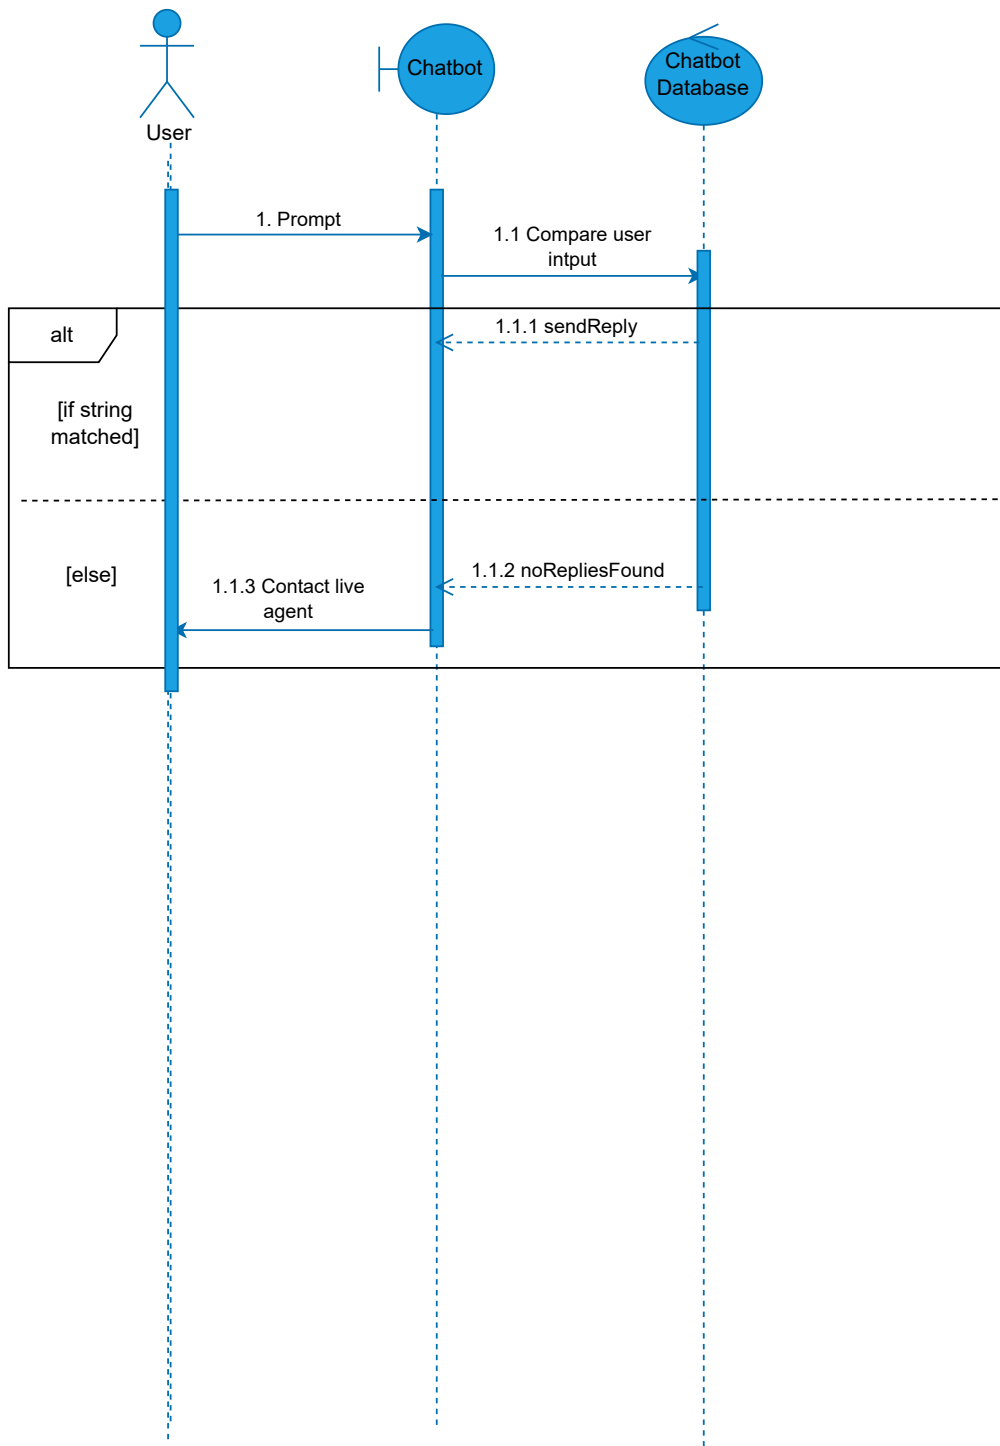 User
Chatbot
Chatbot
Database
1. Prompt
1.1 Compare user
intput
alt
1.1.1 sendReply
[if string
matched]
[else]
1.1.2 noRepliesFound
1.1.3 Contact live
agent